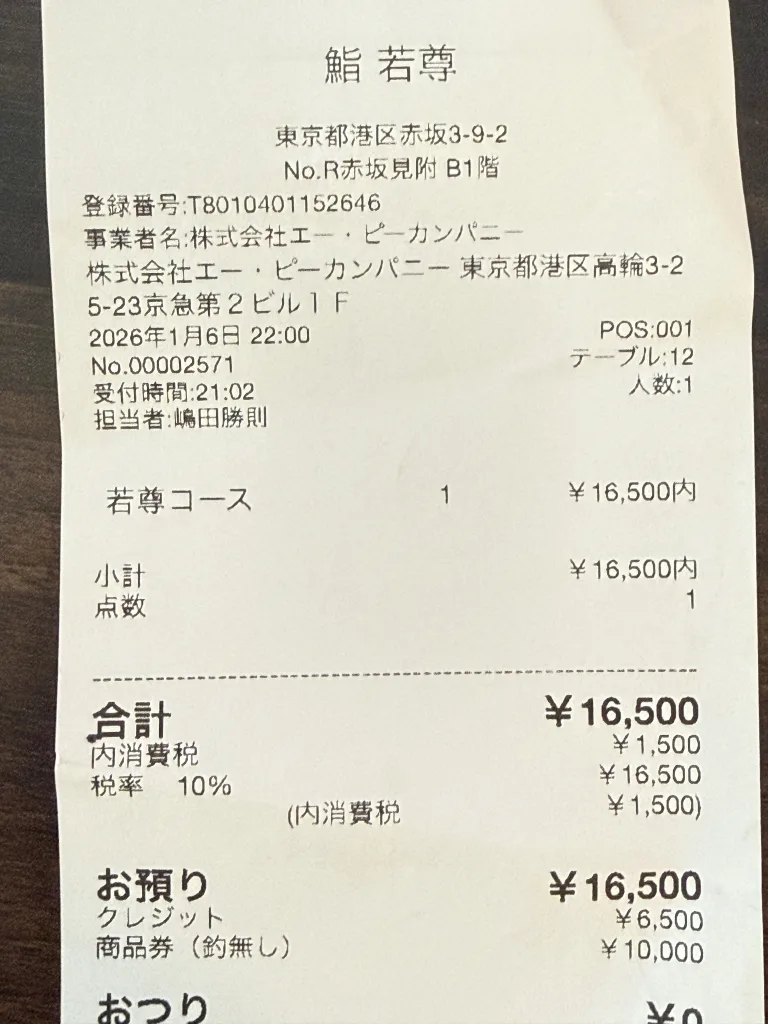 鮨 若尊
東京都港区赤坂3-9-2
No.R赤坂見附 B1階
登録番号:T8010401152646
事業者名:株式会社エー・ピーカンパニー
株式会社エー・ピーカンパニー 東京都港区高輪3-2
5-23京急第2ビル1F
2026年1月6日 22:00 POS:001
No.00002571 テーブル:12
受付時間:21:02 人数:1
担当者:嶋田勝則
若尊コース 1 ¥16,500内
小計 ¥16,500内
点数 1
合計 ¥16,500
内消費税 ¥1,500
税率 10% ¥16,500
(内消費税 ¥1,500)
お預り ¥16,500
クレジット ¥6,500
商品券（釣無し） ¥10,000
おつり ¥0